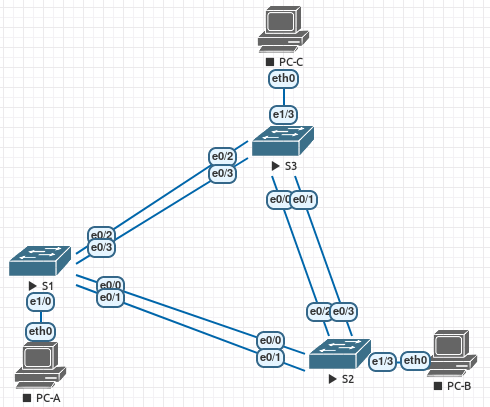 ■ PC-C
eth0
e1/3
▶ S3
e0/2
e0/3
e0/0 e0/1
e0/2
e0/3
▶ S1
e0/0
e0/1
e1/0
eth0
■ PC-A
e0/2 e0/3
e0/0
e0/1
▶ S2
e1/3 eth0
■ PC-B